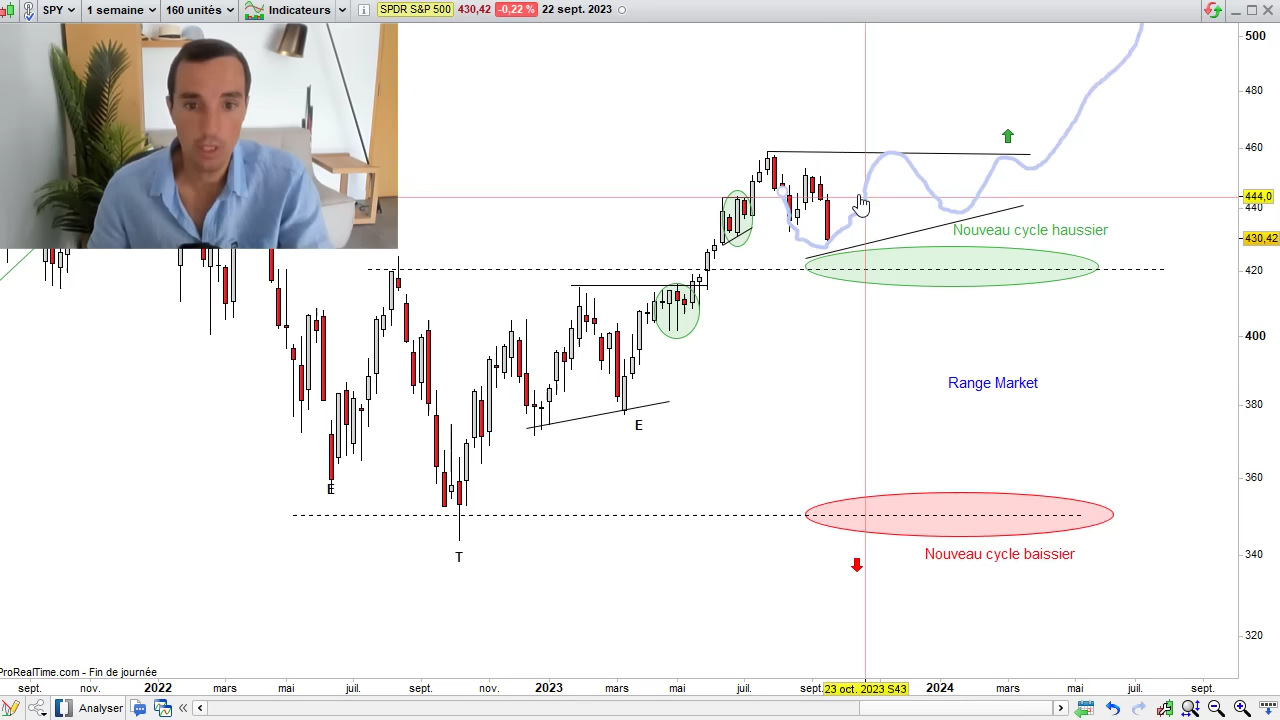 SPY 1 semaine 160 unités Indicateurs i SPDR S&P 500 430,42 -0,22 % 22 sept. 2023
500
480
460
444,0
440
Nouveau cycle haussier
430,42
420
400
Range Market
380
E
360
E
Nouveau cycle baissier
340
T
320
ProRealTime.com - Fin de journée
sept. nov. 2022 mars mai juil. sept. nov. 2023 mars mai juil. sept. 23 oct. 2023 S43 2024 mars mai juil. sept.
Analyser